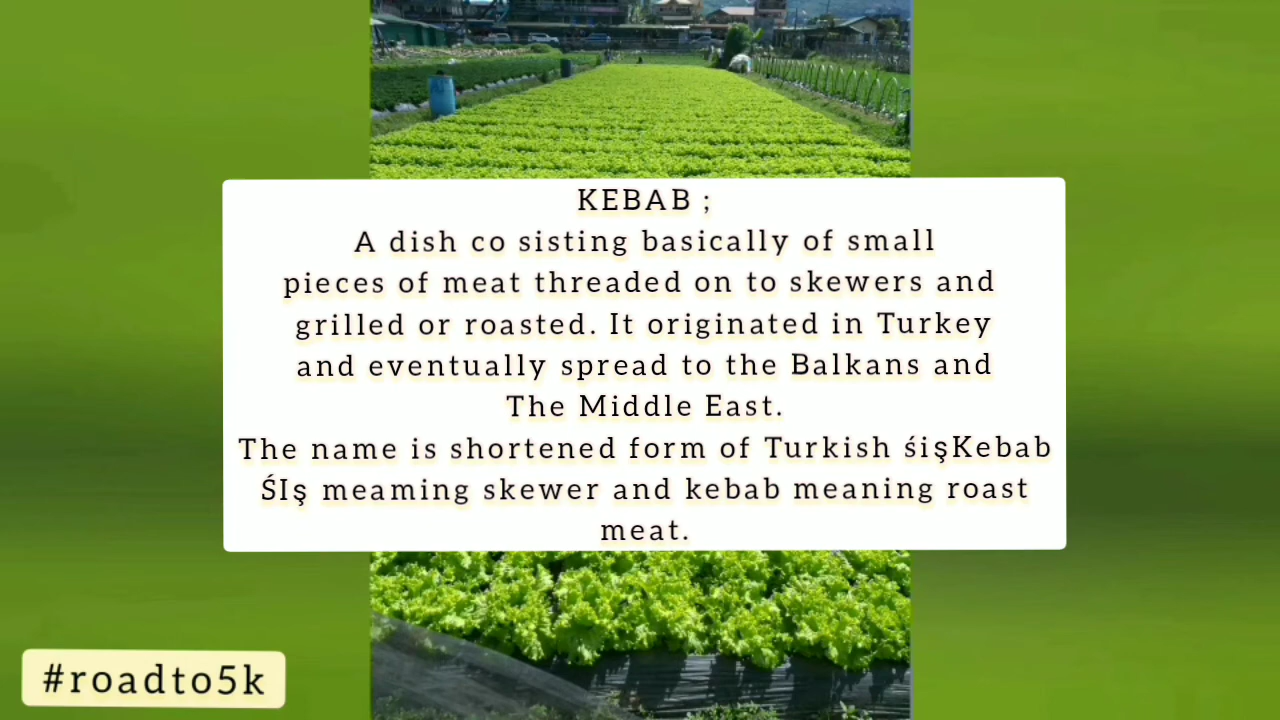 KEBAB ;
A dish co sisting basically of small
pieces of meat threaded on to skewers and
grilled or roasted. It originated in Turkey
and eventually spread to the Balkans and
The Middle East.
The name is shortened form of Turkish śişKebab
ŚIş meaming skewer and kebab meaning roast
meat.
#roadto5k